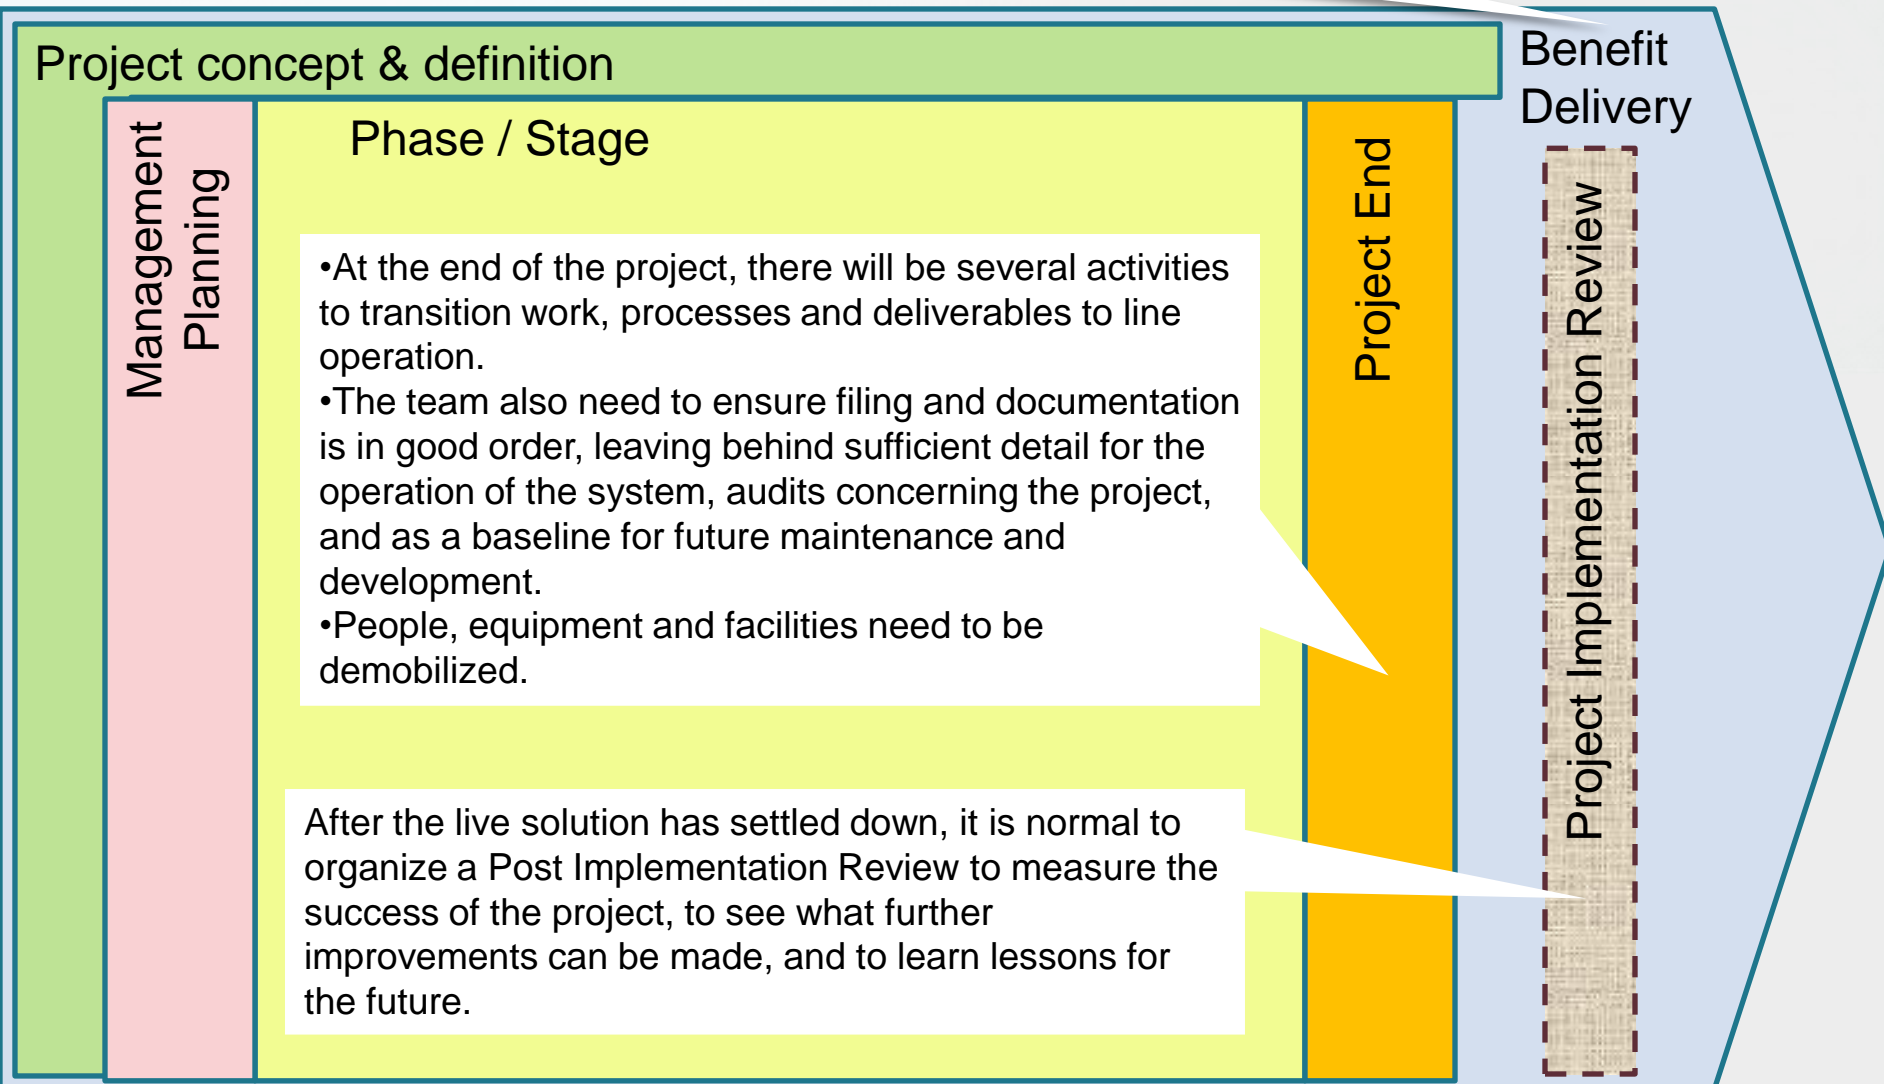 Project concept & definition
Benefit
Delivery
Management
Planning
Phase / Stage
•At the end of the project, there will be several activities
to transition work, processes and deliverables to line
operation.
•The team also need to ensure filing and documentation
is in good order, leaving behind sufficient detail for the
operation of the system, audits concerning the project,
and as a baseline for future maintenance and
development.
•People, equipment and facilities need to be
demobilized.
After the live solution has settled down, it is normal to
organize a Post Implementation Review to measure the
success of the project, to see what further
improvements can be made, and to learn lessons for
the future.
Project End
Project Implementation Review